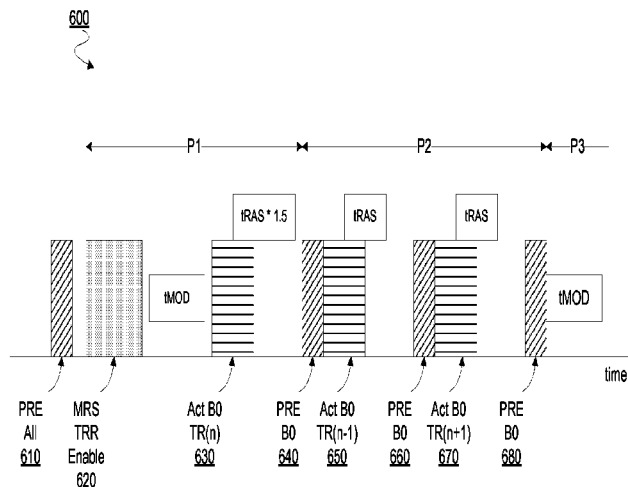 600
P1
P2
P3
tRAS * 1.5
tRAS
tRAS
tMOD
tMOD
time
PRE
All
610
MRS
TRR
Enable
620
Act B0
TR(n)
630
PRE
B0
640
Act B0
TR(n-1)
650
PRE
B0
660
Act B0
TR(n+1)
670
PRE
B0
680